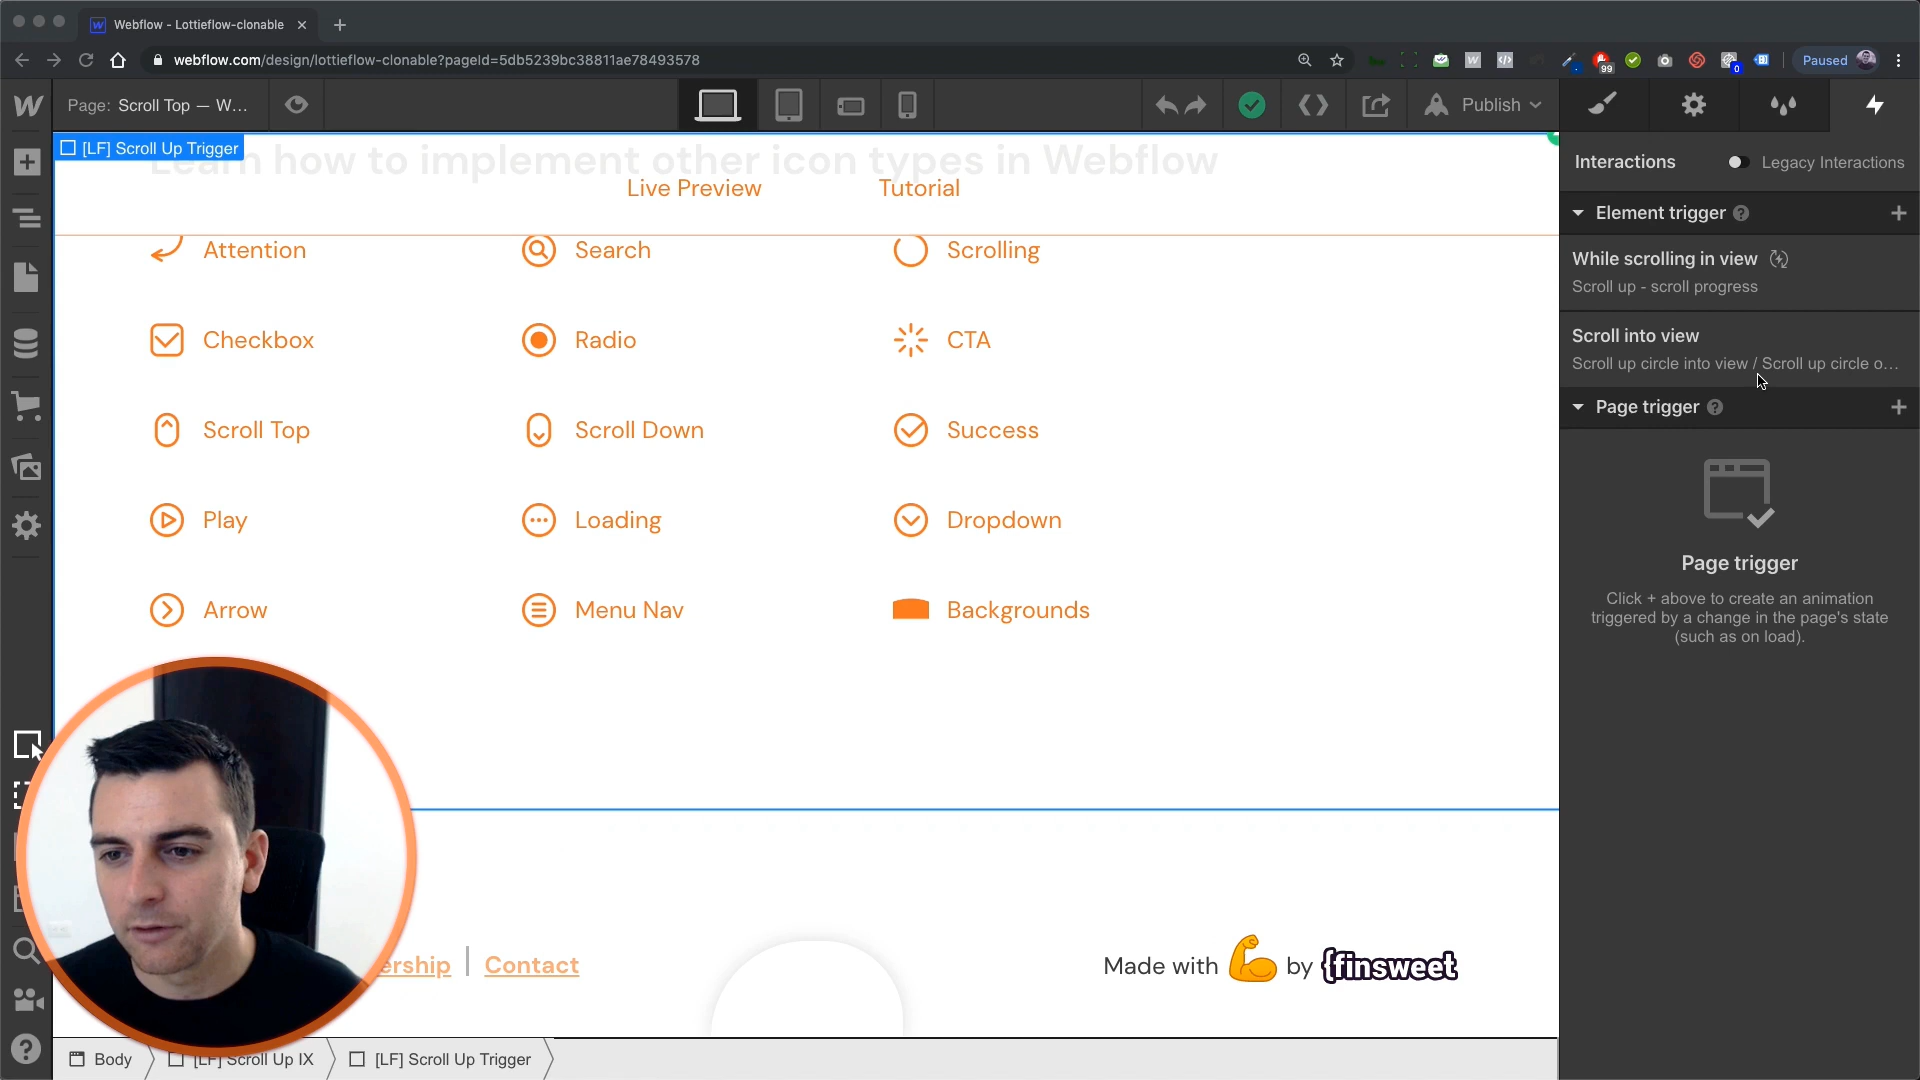 Webflow - Lottieflow-clonable
webflow.com/design/lottieflow-clonable?pageId=5db5239bc38811ae78493578
99
0
Paused
Page: Scroll Top — W...
Publish
[LF] Scroll Up Trigger
Learn how to implement other icon types in Webflow
Live Preview
Tutorial
Attention
Search
Scrolling
Checkbox
Radio
CTA
Scroll Top
Scroll Down
Success
Play
Loading
Dropdown
Arrow
Menu Nav
Backgrounds
ership
Contact
Made with 💪 by {finsweet
Body
[LF] Scroll Up IX
[LF] Scroll Up Trigger
Interactions
Legacy Interactions
Element trigger
While scrolling in view
Scroll up - scroll progress
Scroll into view
Scroll up circle into view / Scroll up circle o...
Page trigger
Page trigger
Click + above to create an animation
triggered by a change in the page's state
(such as on load).